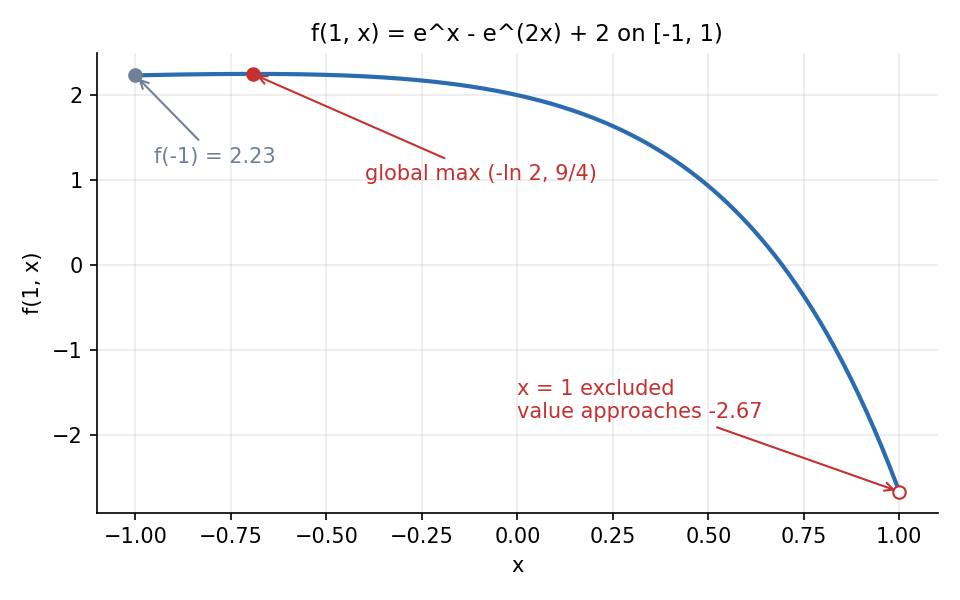 f(1, x) = e^x - e^(2x) + 2 on [-1, 1)
f(1, x)
2
1
0
−1
−2
f(-1) = 2.23
global max (-ln 2, 9/4)
x = 1 excluded
value approaches -2.67
−1.00 −0.75 −0.50 −0.25 0.00 0.25 0.50 0.75 1.00
x